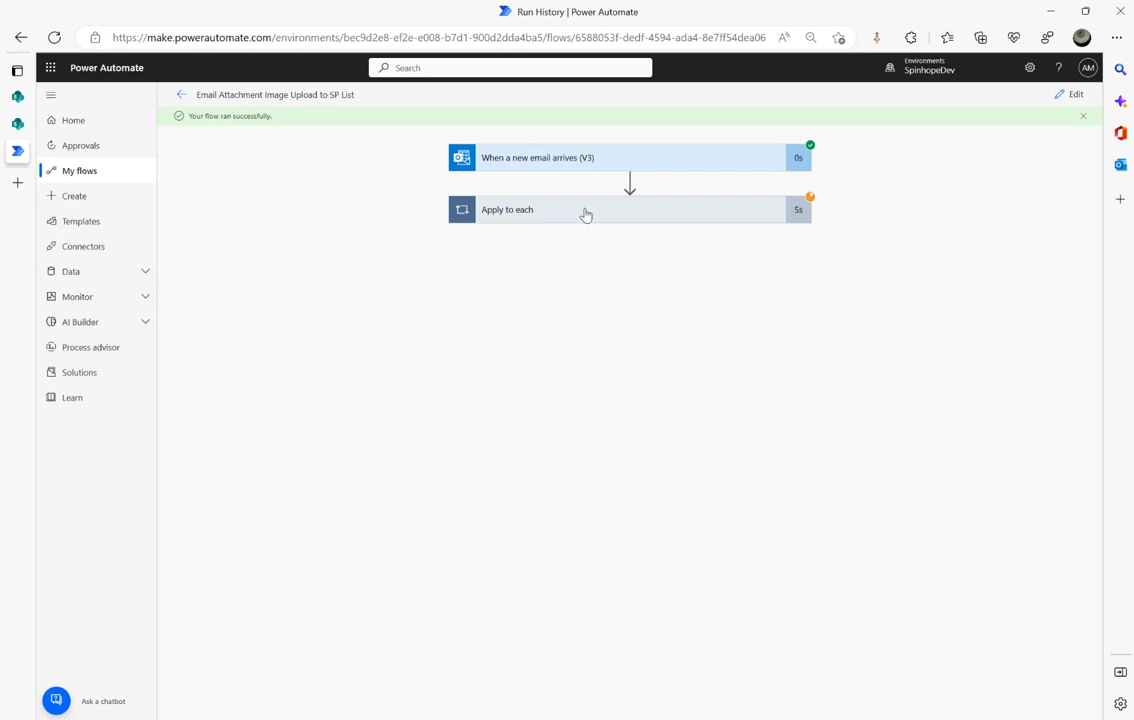 Run History | Power Automate
https://make.powerautomate.com/environments/bec9d2e8-ef2e-e008-b7d1-900d2dda4ba5/flows/6588053f-dedf-4594-ada4-8e7ff54dea06
Power Automate
Search
Environments
SpinhopeDev
AM
Email Attachment Image Upload to SP List
Edit
Your flow ran successfully.
Home
Approvals
My flows
Create
Templates
Connectors
Data
Monitor
AI Builder
Process advisor
Solutions
Learn
When a new email arrives (V3)
0s
Apply to each
5s
Ask a chatbot